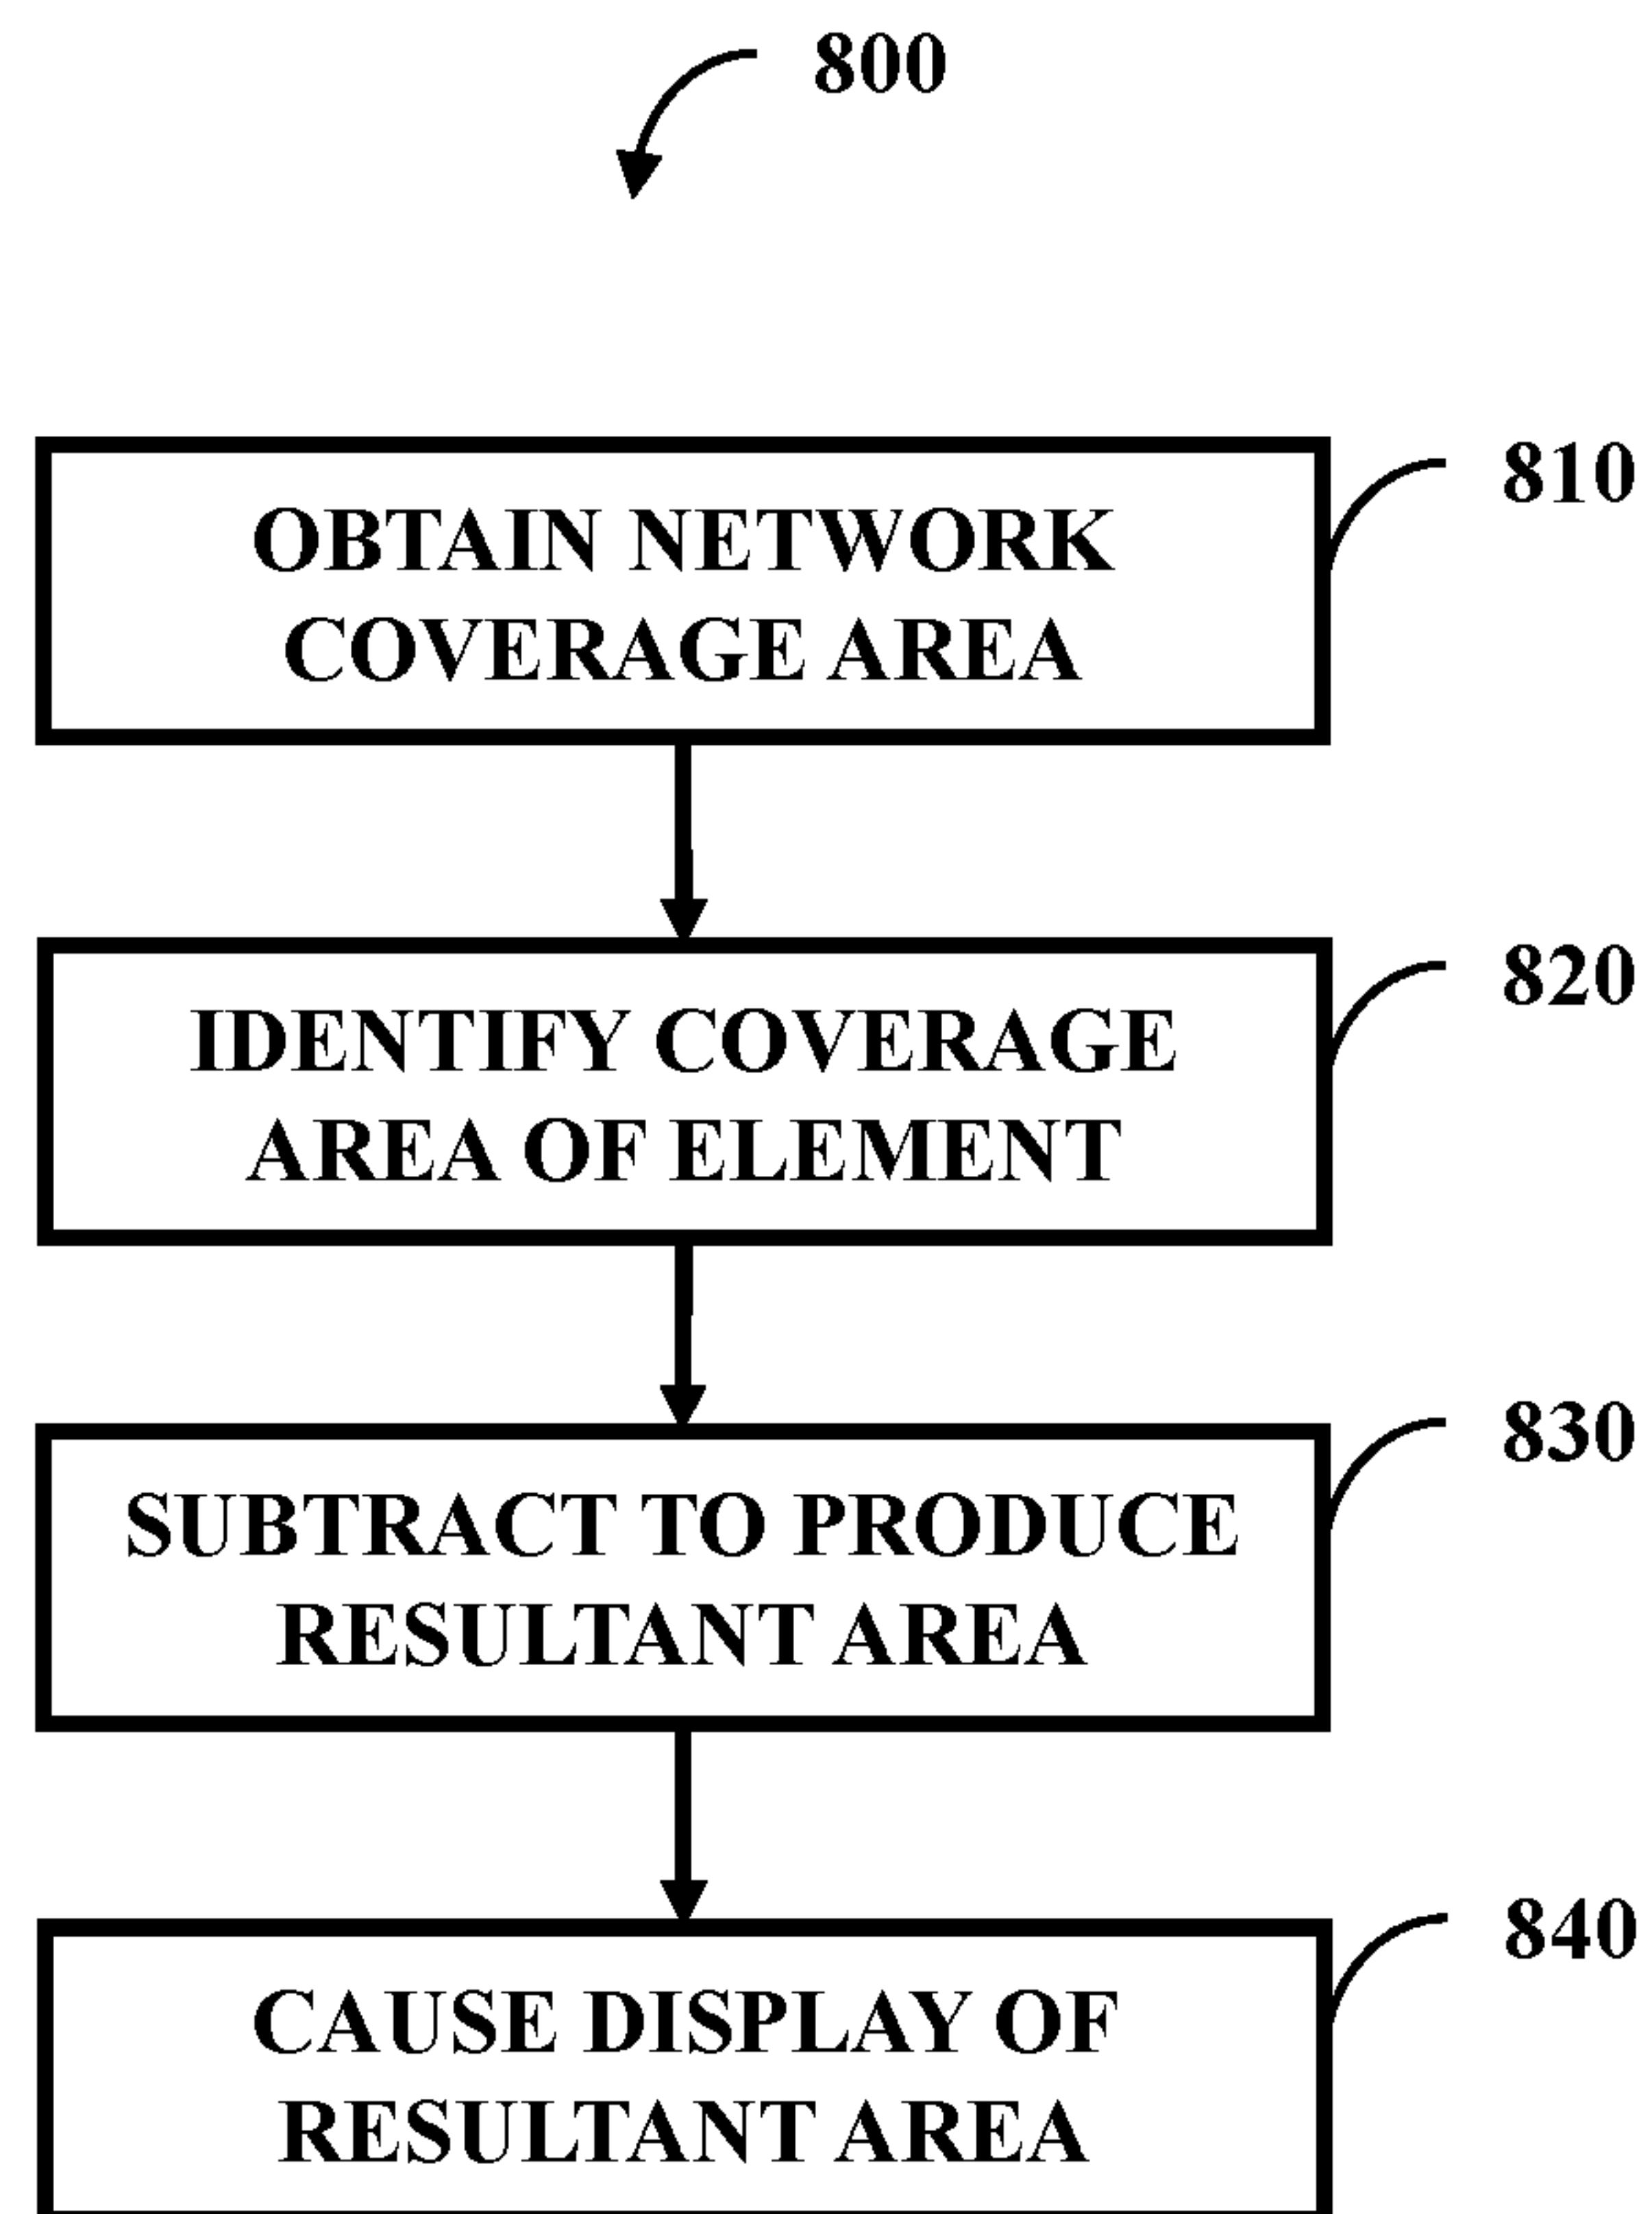 800
810
OBTAIN NETWORK
COVERAGE AREA
820
IDENTIFY COVERAGE
AREA OF ELEMENT
830
SUBTRACT TO PRODUCE
RESULTANT AREA
840
CAUSE DISPLAY OF
RESULTANT AREA